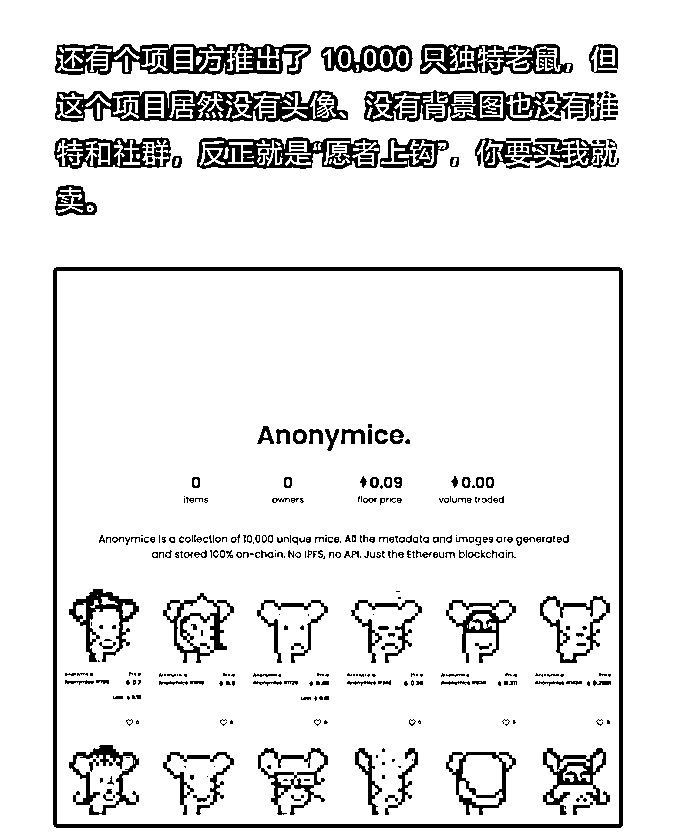 还有个项目方推出了 10,000 只独特老鼠，但
这个项目居然没有头像、没有背景图也没有推
特和社群，反正就是“愿者上钩”，你要买我就
卖。
Anonymice.
0 0 0.09 0.00
items owners floor price volume traded
Anonymice is a collection of 10,000 unique mice. All the metadata and images are generated
and stored 100% on-chain. No IPFS, no API. Just the Ethereum blockchain.